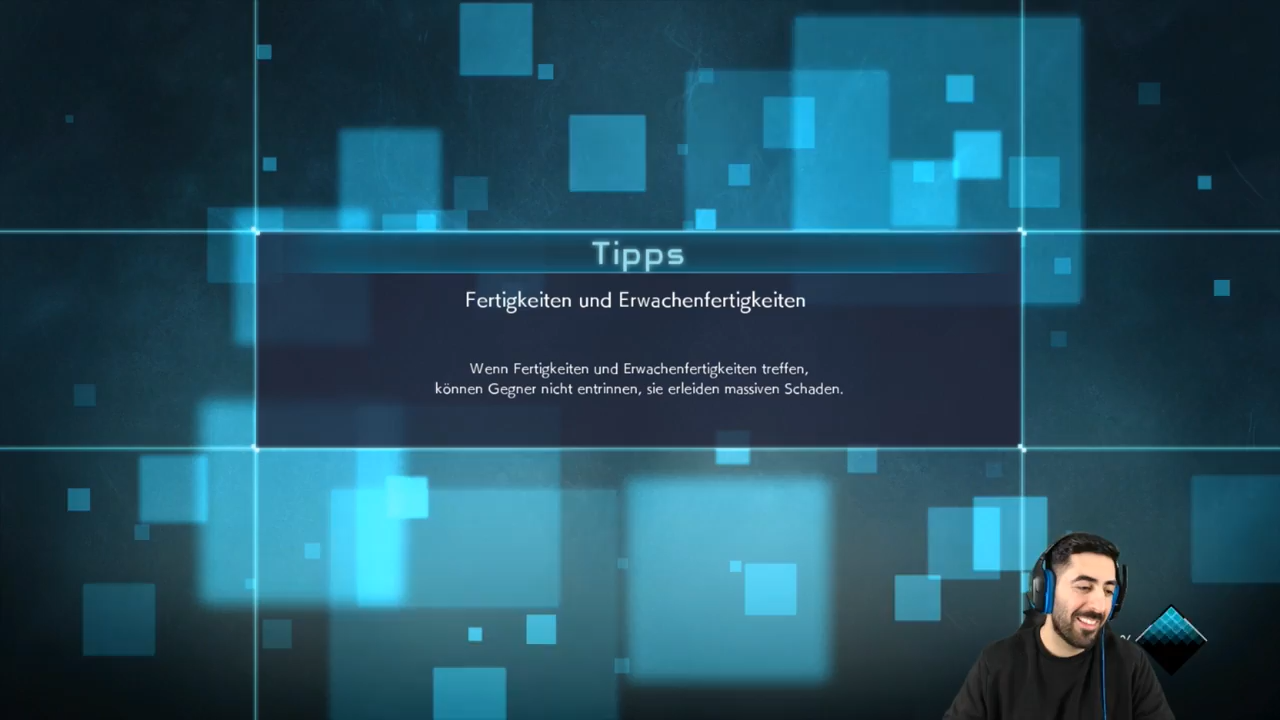 Tipps
Fertigkeiten und Erwachenfertigkeiten
Wenn Fertigkeiten und Erwachenfertigkeiten treffen,
können Gegner nicht entrinnen, sie erleiden massiven Schaden.